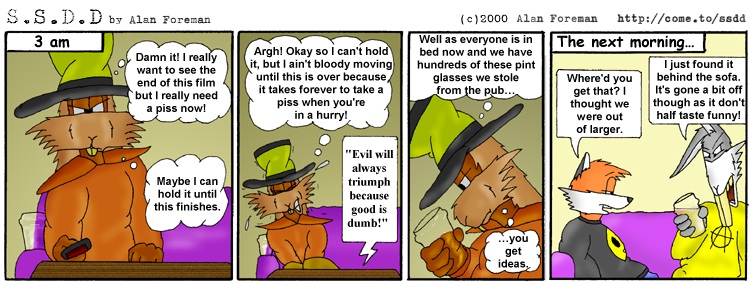 S.S.D.D by Alan Foreman
(c)2000 Alan Foreman http://come.to/ssdd
3 am
Damn it! I really
want to see the
end of this film
but I really need
a piss now!
Maybe I can
hold it until
this finishes.
Argh! Okay so I can't hold
it, but I ain't bloody moving
until this is over because
it takes forever to take a
piss when you're
in a hurry!
"Evil will
always
triumph
because
good is
dumb!"
Well as everyone is in
bed now and we have
hundreds of these pint
glasses we stole
from the pub...
...you
get
ideas.
The next morning...
Where'd you
get that? I
thought we
were out
of larger.
I just found it
behind the sofa.
It's gone a bit off
though as it don't
half taste funny!